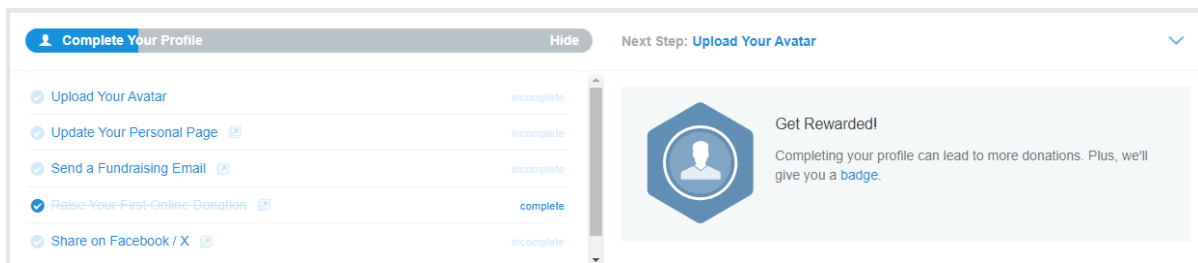 Complete Your Profile
Hide
Next Step: Upload Your Avatar
Upload Your Avatar
incomplete
Update Your Personal Page
incomplete
Send a Fundraising Email
incomplete
Raise Your First Online Donation
complete
Share on Facebook / X
incomplete
Get Rewarded!
Completing your profile can lead to more donations. Plus, we'll
give you a badge.